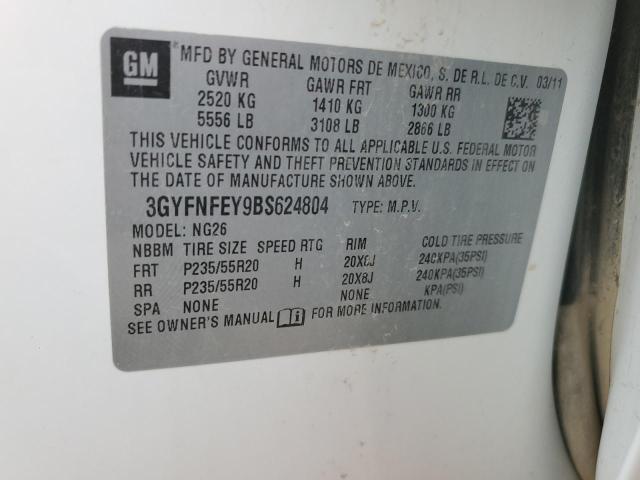 GM MFD BY GENERAL MOTORS DE MEXICO, S. DE R.L. DE C.V. 03/11
GVWR GAWR FRT GAWR RR
2520 KG 1410 KG 1300 KG
5556 LB 3108 LB 2866 LB
THIS VEHICLE CONFORMS TO ALL APPLICABLE U.S. FEDERAL MOTOR
VEHICLE SAFETY AND THEFT PREVENTION STANDARDS IN EFFECT ON
THE DATE OF MANUFACTURE SHOWN ABOVE.
3GYFNFEY9BS624804 TYPE: M.P.V.
MODEL: NG26
NBBM TIRE SIZE SPEED RTG RIM COLD TIRE PRESSURE
FRT P235/55R20 H 20X8J 240KPA(35PSI)
RR P235/55R20 H 20X8J 240KPA(35PSI)
SPA NONE NONE KPA(PSI)
SEE OWNER'S MANUAL FOR MORE INFORMATION.